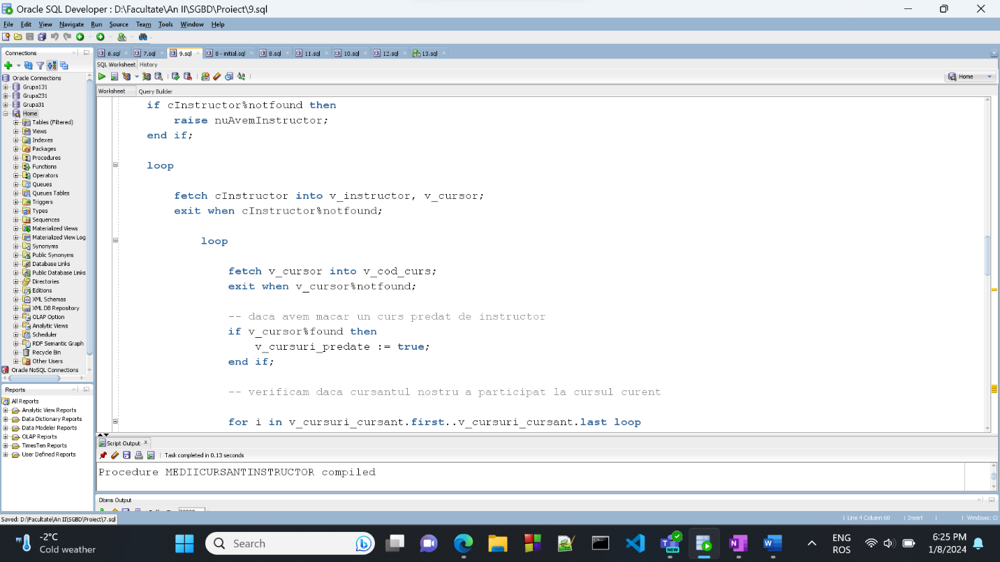 Oracle SQL Developer : D:\Facultate\An II\SGBD\Proiect\9.sql
File Edit View Navigate Run Source Team Tools Window Help
Connections
Oracle Connections
Grupa131
Grupa231
Grupa31
Home
Tables (Filtered)
Views
Indexes
Packages
Procedures
Functions
Operators
Queues
Queues Tables
Triggers
Types
Sequences
Materialized Views
Materialized View Log
Synonyms
Public Synonyms
Database Links
Public Database Links
Directories
Editions
XML Schemas
XML DB Repository
OLAP Option
Analytic Views
Scheduler
RDF Semantic Graph
Recycle Bin
Other Users
Oracle NoSQL Connections
Reports
All Reports
Analytic View Reports
Data Dictionary Reports
Data Modeler Reports
OLAP Reports
TimesTen Reports
User Defined Reports
6.sql 7.sql 9.sql 8 - initial.sql 8.sql 11.sql 10.sql 12.sql 13.sql
SQL Worksheet History
Home
Worksheet Query Builder
if cInstructor%notfound then
raise nuAvemInstructor;
end if;
loop
fetch cInstructor into v_instructor, v_cursor;
exit when cInstructor%notfound;
loop
fetch v_cursor into v_cod_curs;
exit when v_cursor%notfound;
-- daca avem macar un curs predat de instructor
if v_cursor%found then
v_cursuri_predate := true;
end if;
-- verificam daca cursantul nostru a participat la cursul curent
for i in v_cursuri_cursant.first..v_cursuri_cursant.last loop
Script Output
Task completed in 0.13 seconds
Procedure MEDIICURSANTINSTRUCTOR compiled
Dbms Output
Saved: D:\Facultate\An II\SGBD\Proiect\7.sql
Line 4 Column 60 Insert Windows: Cl
-2°C
Cold weather
Search
NEW
ENG
ROS
6:25 PM
1/8/2024